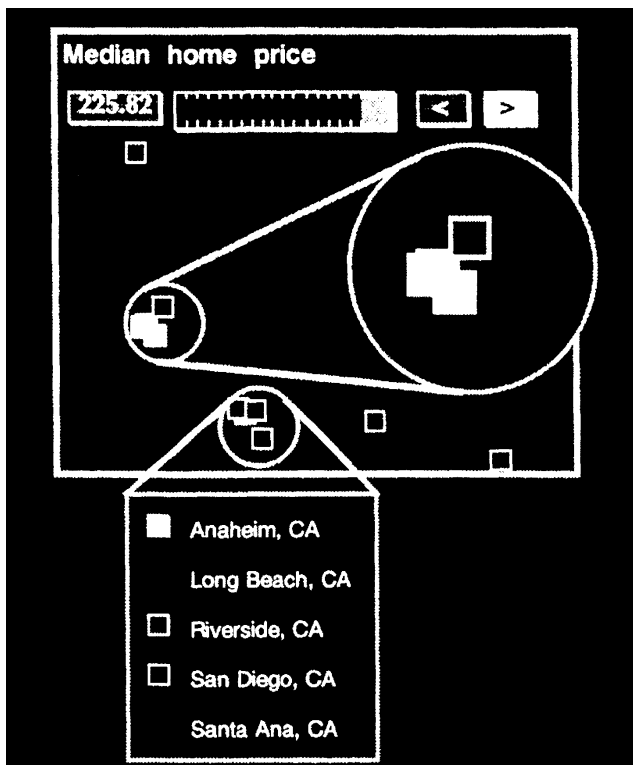 Median home price
225.82 < >
Anaheim, CA
Long Beach, CA
Riverside, CA
San Diego, CA
Santa Ana, CA